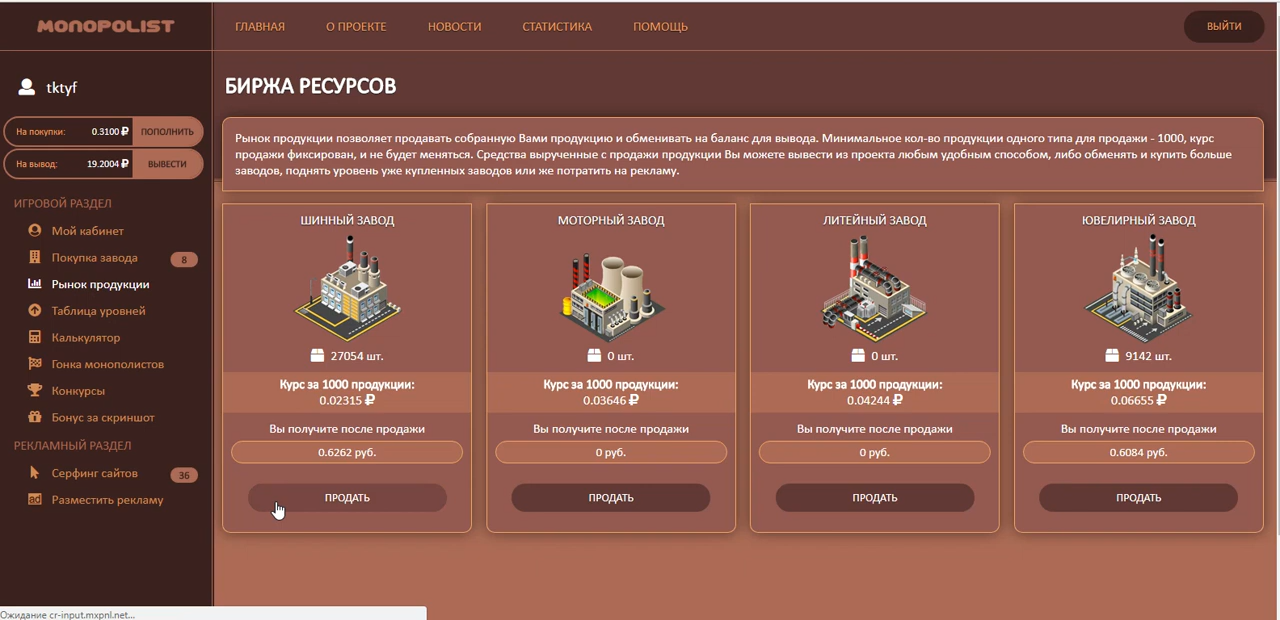 MONOPOLIST
ГЛАВНАЯ
О ПРОЕКТЕ
НОВОСТИ
СТАТИСТИКА
ПОМОЩЬ
ВЫЙТИ
tktyf
На покупки: 0.3100 ₽ ПОПОЛНИТЬ
На вывод: 19.2004 ₽ ВЫВЕСТИ
ИГРОВОЙ РАЗДЕЛ
Мой кабинет
Покупка завода 8
Рынок продукции
Таблица уровней
Калькулятор
Гонка монополистов
Конкурсы
Бонус за скриншот
РЕКЛАМНЫЙ РАЗДЕЛ
Серфинг сайтов 36
ad Разместить рекламу
БИРЖА РЕСУРСОВ
Рынок продукции позволяет продавать собранную Вами продукцию и обменивать на баланс для вывода. Минимальное кол-во продукции одного типа для продажи - 1000, курс
продажи фиксирован, и не будет меняться. Средства вырученные с продажи продукции Вы можете вывести из проекта любым удобным способом, либо обменять и купить больше
заводов, поднять уровень уже купленных заводов или же потратить на рекламу.
ШИННЫЙ ЗАВОД
27054 шт.
Курс за 1000 продукции:
0.02315 ₽
Вы получите после продажи
0.6262 руб.
ПРОДАТЬ
МОТОРНЫЙ ЗАВОД
0 шт.
Курс за 1000 продукции:
0.03646 ₽
Вы получите после продажи
0 руб.
ПРОДАТЬ
ЛИТЕЙНЫЙ ЗАВОД
0 шт.
Курс за 1000 продукции:
0.04244 ₽
Вы получите после продажи
0 руб.
ПРОДАТЬ
ЮВЕЛИРНЫЙ ЗАВОД
9142 шт.
Курс за 1000 продукции:
0.06655 ₽
Вы получите после продажи
0.6084 руб.
ПРОДАТЬ
Ожидание cr-input.mxpnl.net...